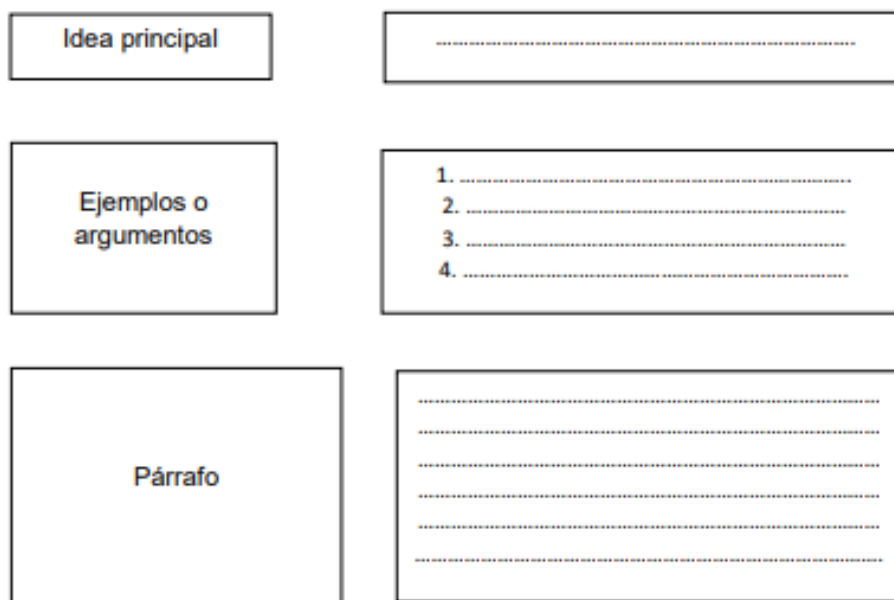 Idea principal
................................................................................
Ejemplos o
argumentos
1. ................................................................................
2. ................................................................................
3. ................................................................................
4. ................................................................................
Párrafo
................................................................................
................................................................................
................................................................................
................................................................................
................................................................................
................................................................................